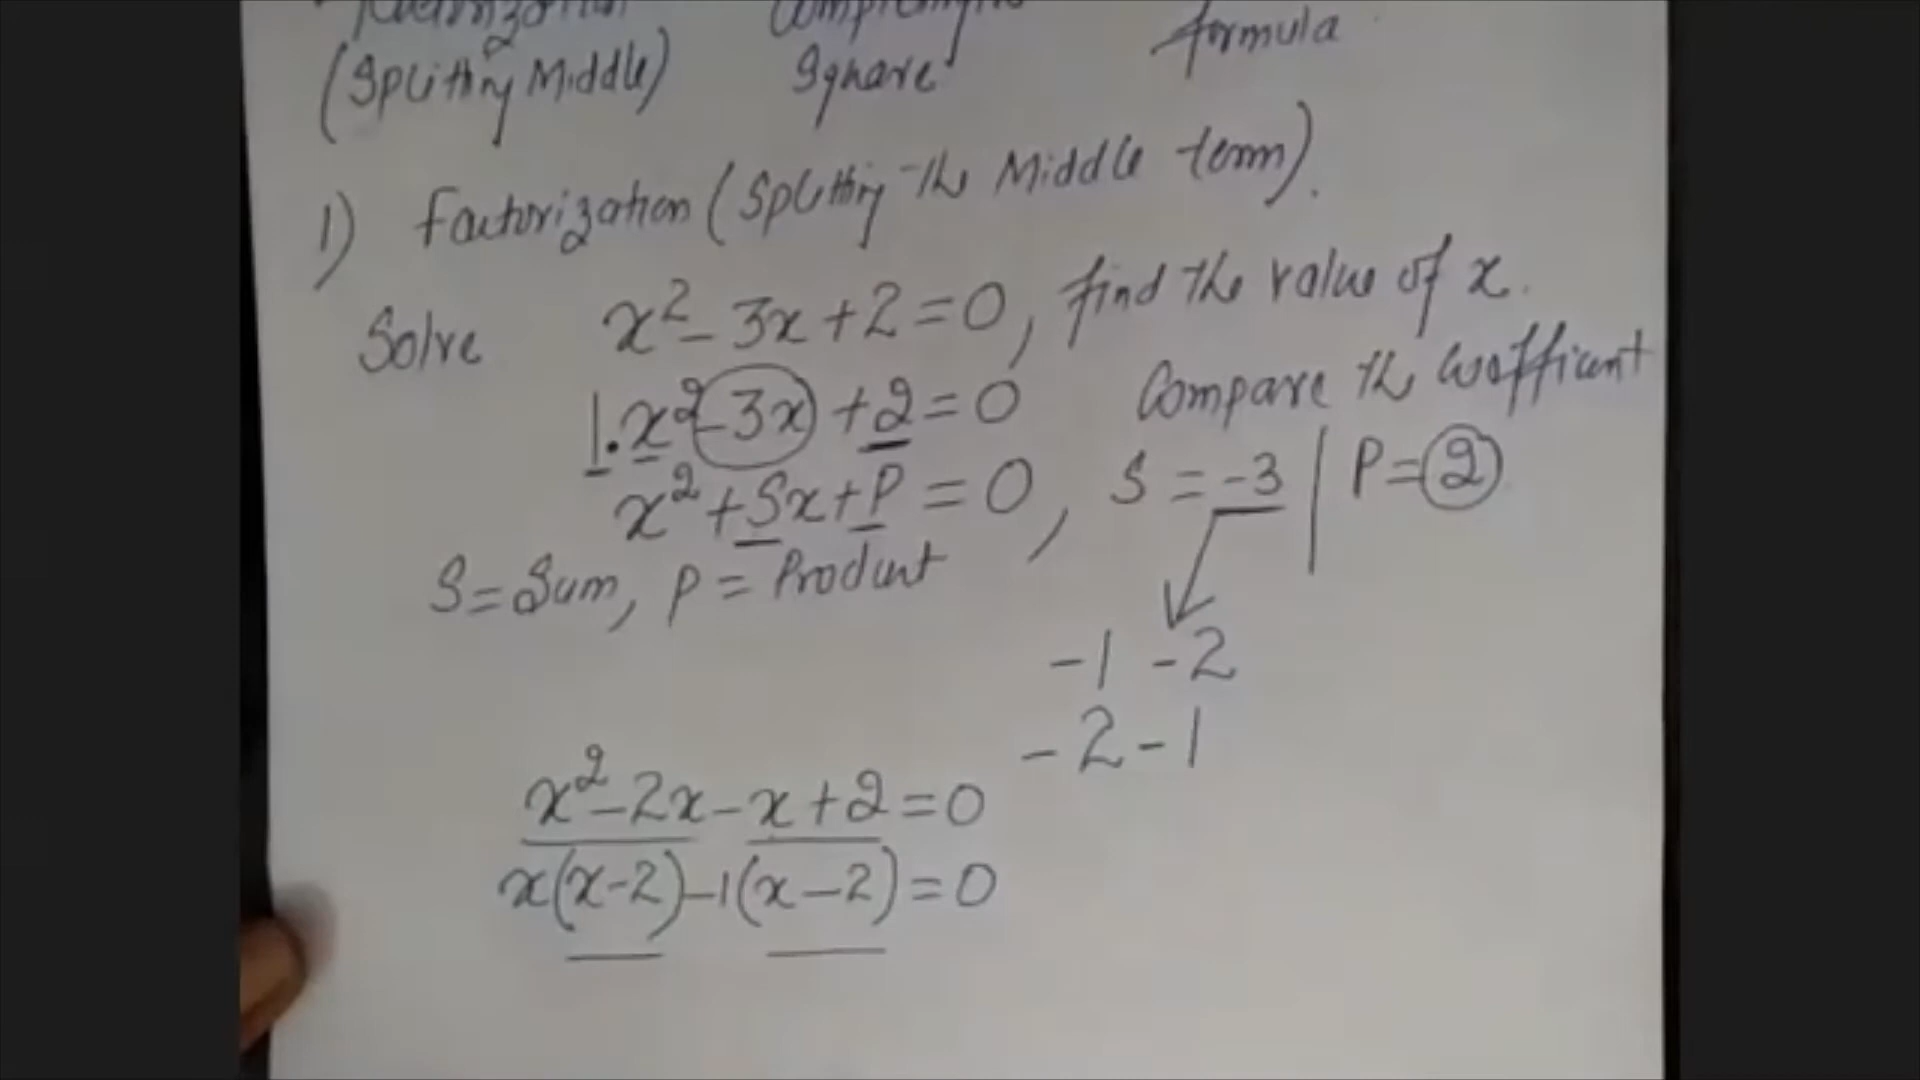 (Splitting Middle) Square formula
1) Factorization (Splitting the Middle term).
Solve x² - 3x + 2 = 0, find the value of x.
1.x² - 3x + 2 = 0 Compare the coefficient
x² + Sx + P = 0, S = -3 | P = 2
S = Sum, P = Product
-1 -2
-2 -1
x² - 2x - x + 2 = 0
x(x-2) - 1(x-2) = 0